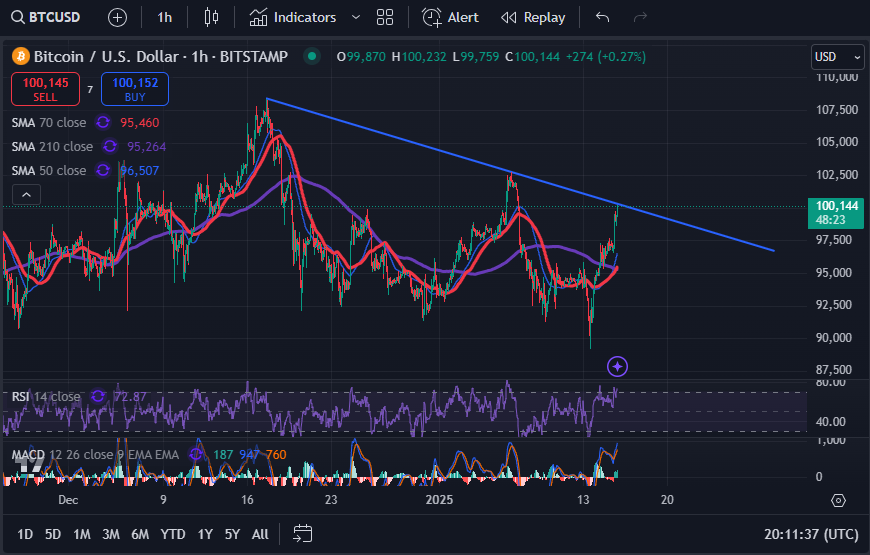 BTCUSD 1h Indicators Alert Replay
Bitcoin / U.S. Dollar · 1h · BITSTAMP O99,870 H100,232 L99,759 C100,144 +274 (+0.27%) USD
110,000
100,145 SELL 7 100,152 BUY
107,500
SMA 70 close 95,460
105,000
SMA 210 close 95,264
SMA 50 close 96,507
102,500
100,144
48:23
97,500
95,000
92,500
90,000
87,500
80.00
RSI 14 close 72.87
40.00
1,000
MACD 12 26 close 9 EMA EMA 187 947 760
0
Dec 9 16 23 2025 13 20
1D 5D 1M 3M 6M YTD 1Y 5Y All 20:11:37 (UTC)